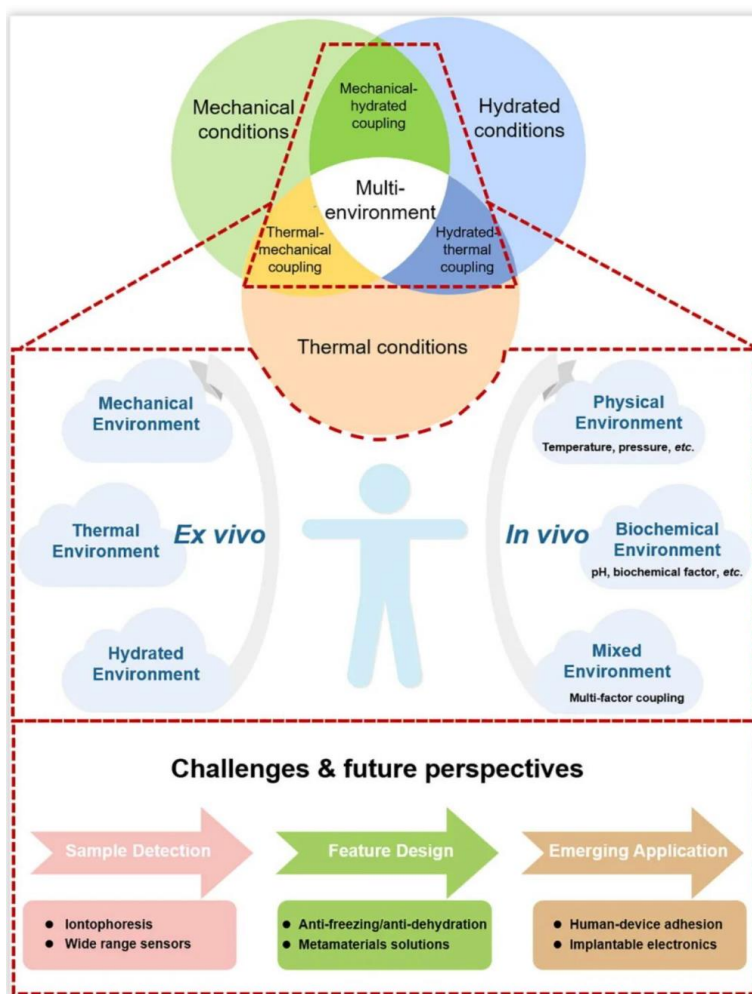 Mechanical
conditions
Mechanical-
hydrated
coupling
Hydrated
conditions
Multi-
environment
Thermal-
mechanical
coupling
Hydrated-
thermal
coupling
Thermal conditions
Mechanical
Environment
Thermal
Environment
Hydrated
Environment
Ex vivo
In vivo
Physical
Environment
Temperature, pressure, etc.
Biochemical
Environment
pH, biochemical factor, etc.
Mixed
Environment
Multi-factor coupling
Challenges & future perspectives
Sample Detection
Feature Design
Emerging Application
● Iontophoresis
● Wide range sensors
● Anti-freezing/anti-dehydration
● Metamaterials solutions
● Human-device adhesion
● Implantable electronics